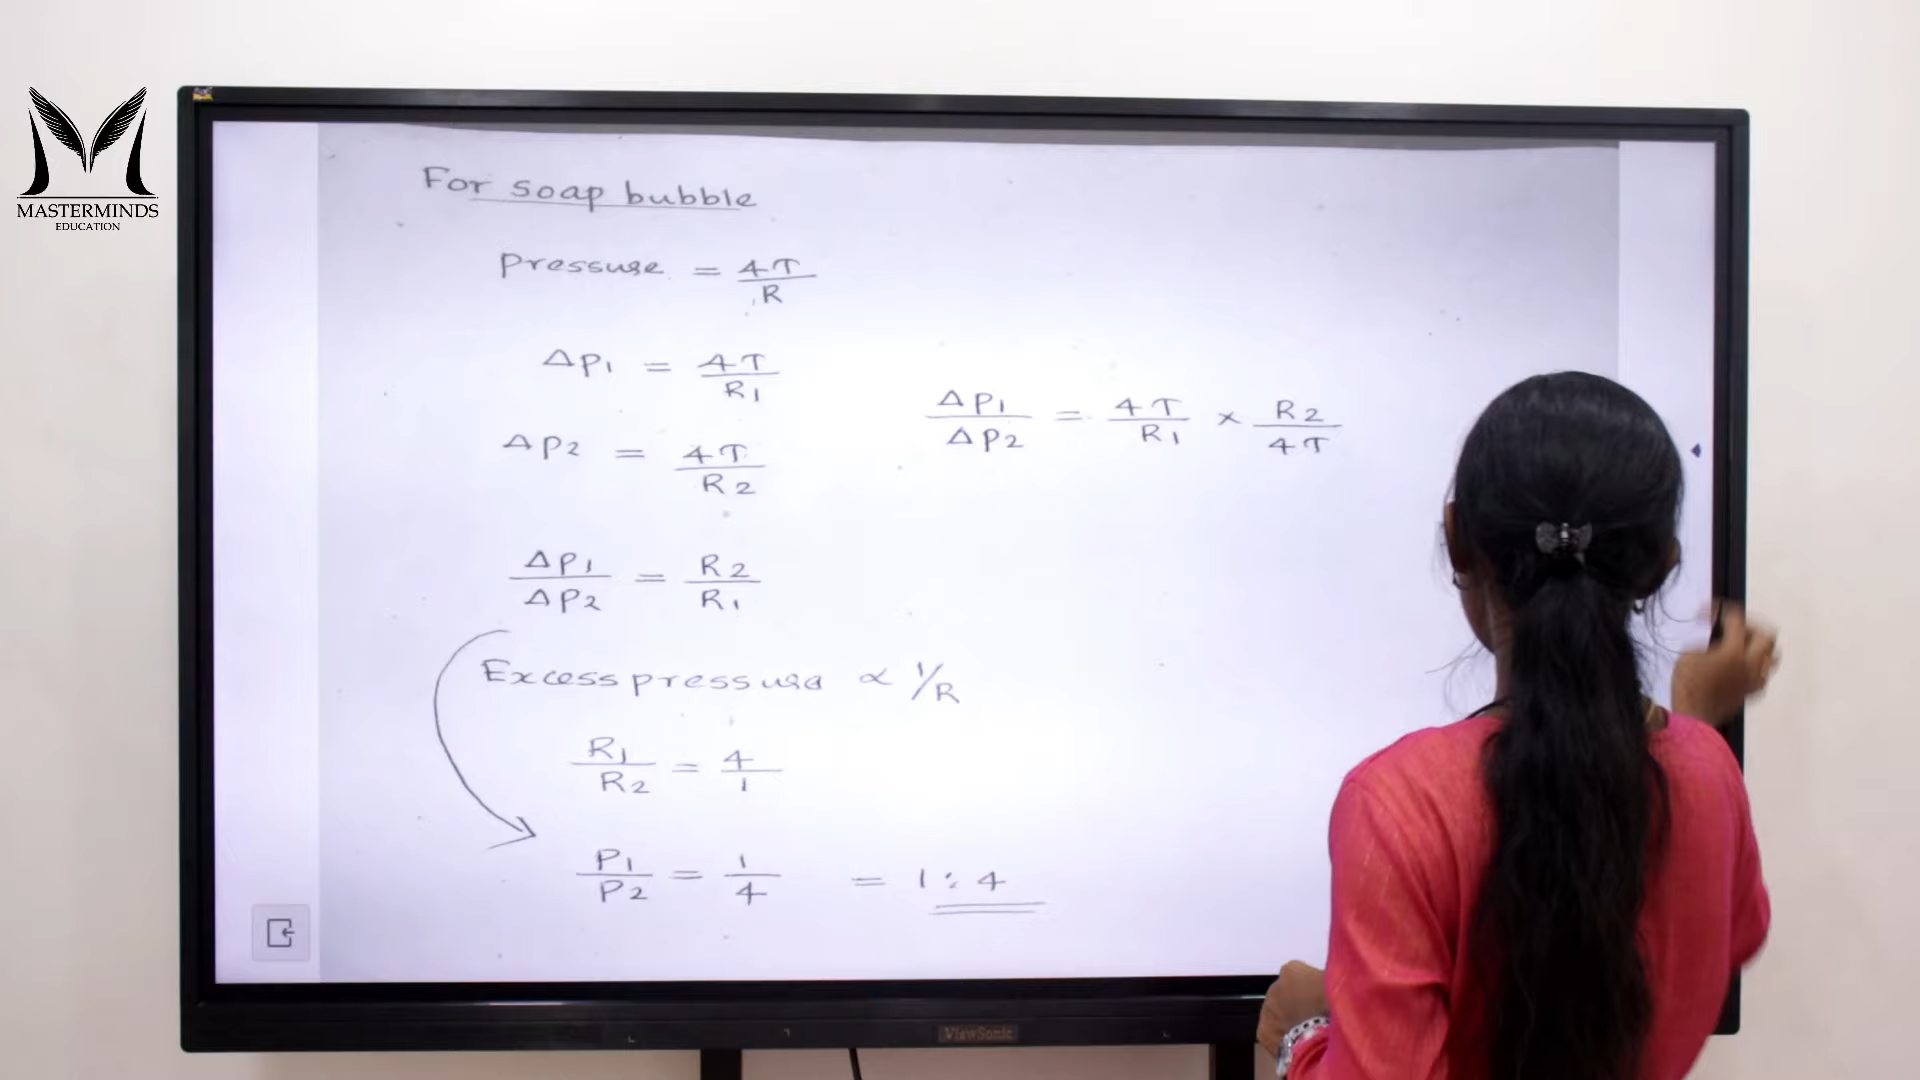 MASTERMINDS
EDUCATION
For soap bubble
Pressure = 4T/R
ΔP1 = 4T/R1
ΔP2 = 4T/R2
ΔP1/ΔP2 = 4T/R1 × R2/4T
ΔP1/ΔP2 = R2/R1
Excess pressure ∝ 1/R
R1/R2 = 4/1
P1/P2 = 1/4 = 1:4
ViewSonic